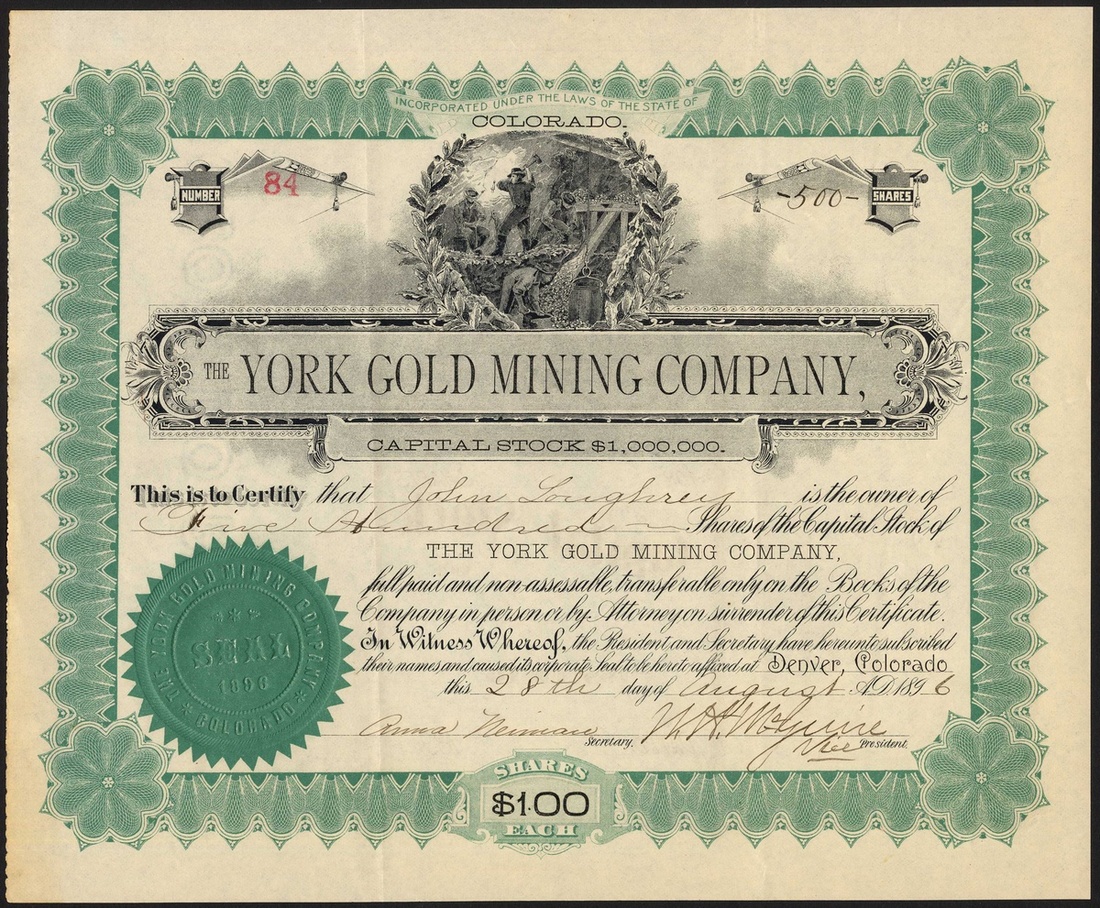 INCORPORATED UNDER THE LAWS OF THE STATE OF
COLORADO.
NUMBER 84
-500- SHARES
THE YORK GOLD MINING COMPANY,
CAPITAL STOCK $1,000,000.
This is to Certify that John Loughrey is the owner of
Five Hundred Shares of the Capital Stock of
THE YORK GOLD MINING COMPANY,
full paid and non-assessable, transferable only on the Books of the
Company in person or by Attorney on surrender of this Certificate.
In Witness Whereof, the President and Secretary have hereunto subscribed
their names and caused its corporate Seal to be hereto affixed at Denver, Colorado
this 28th day of August A.D. 1896
THE YORK GOLD MINING COMPANY
SEAL
1896
COLORADO
Anna Neiman Secretary.
McGuire
Vice President.
SHARES
$1.00
EACH